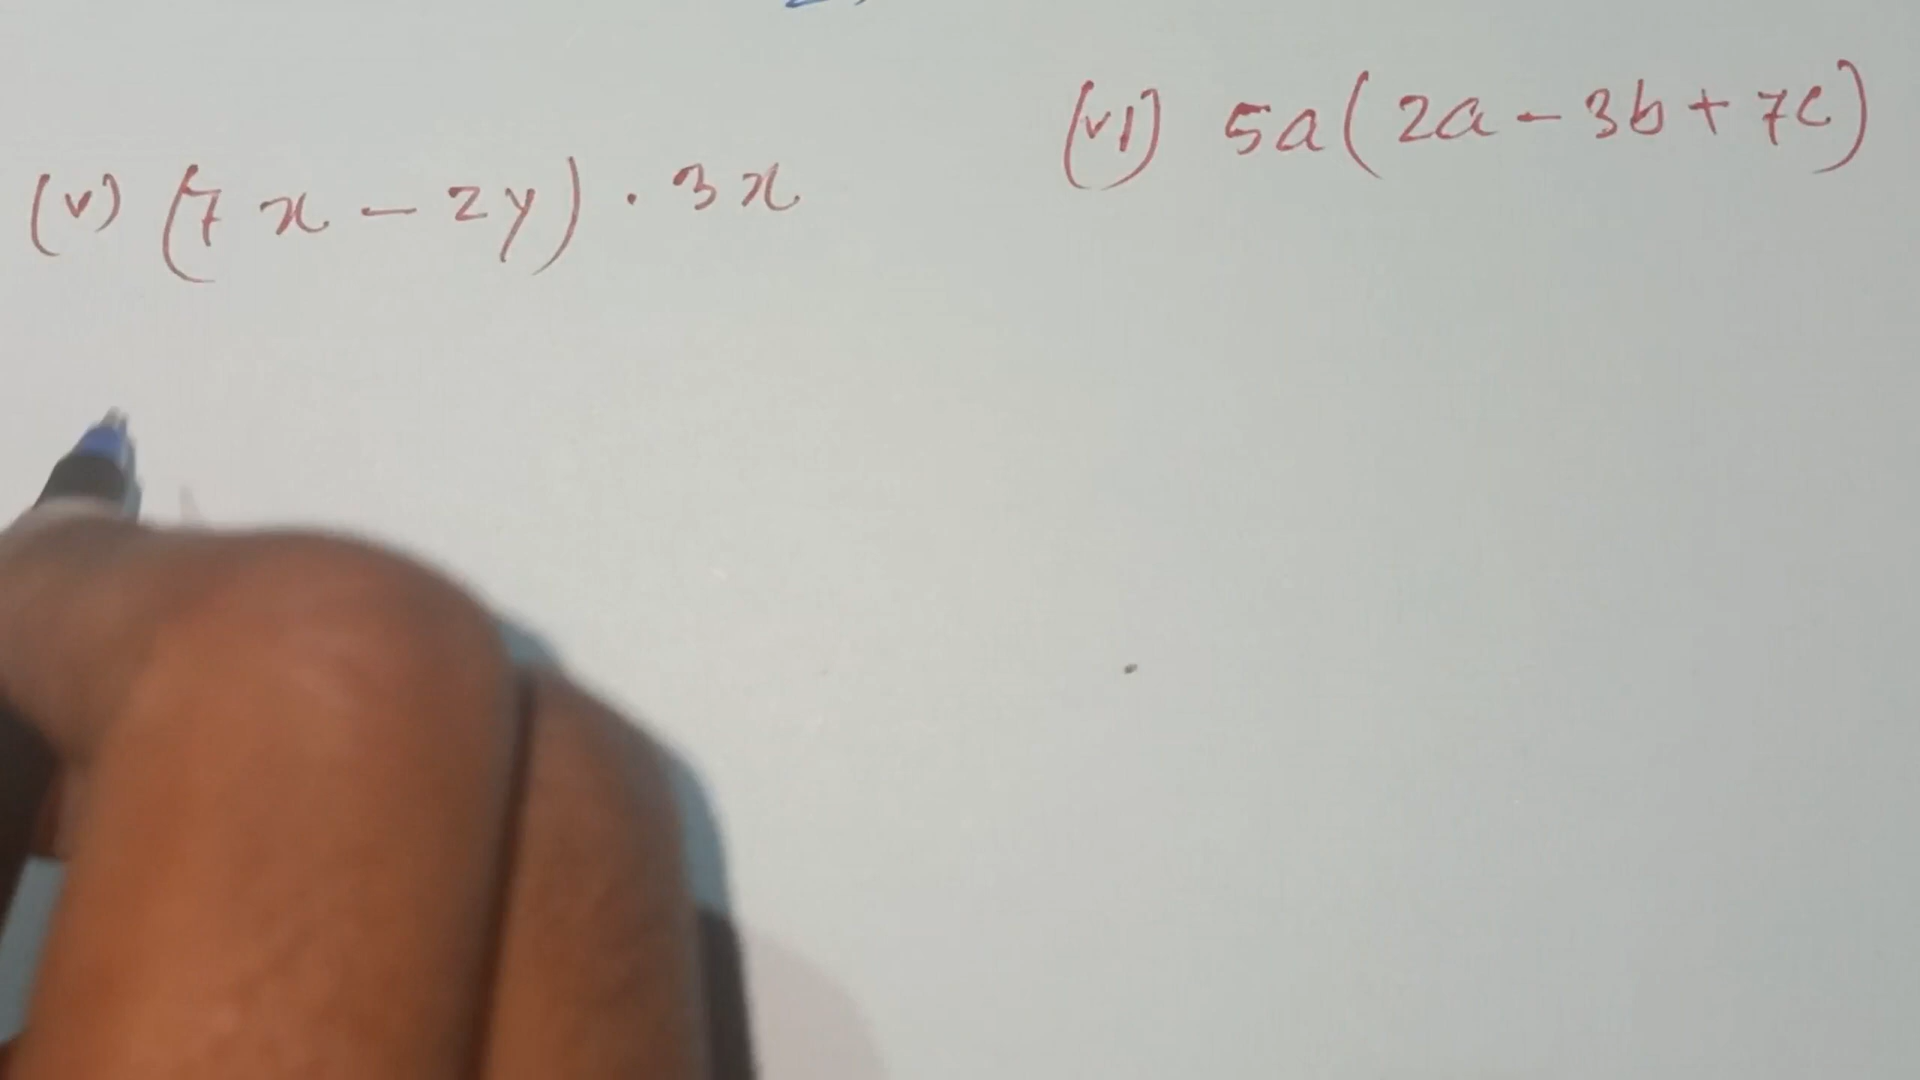 (v) (7x - 2y) . 3x
(vi) 5a(2a - 3b + 7c)